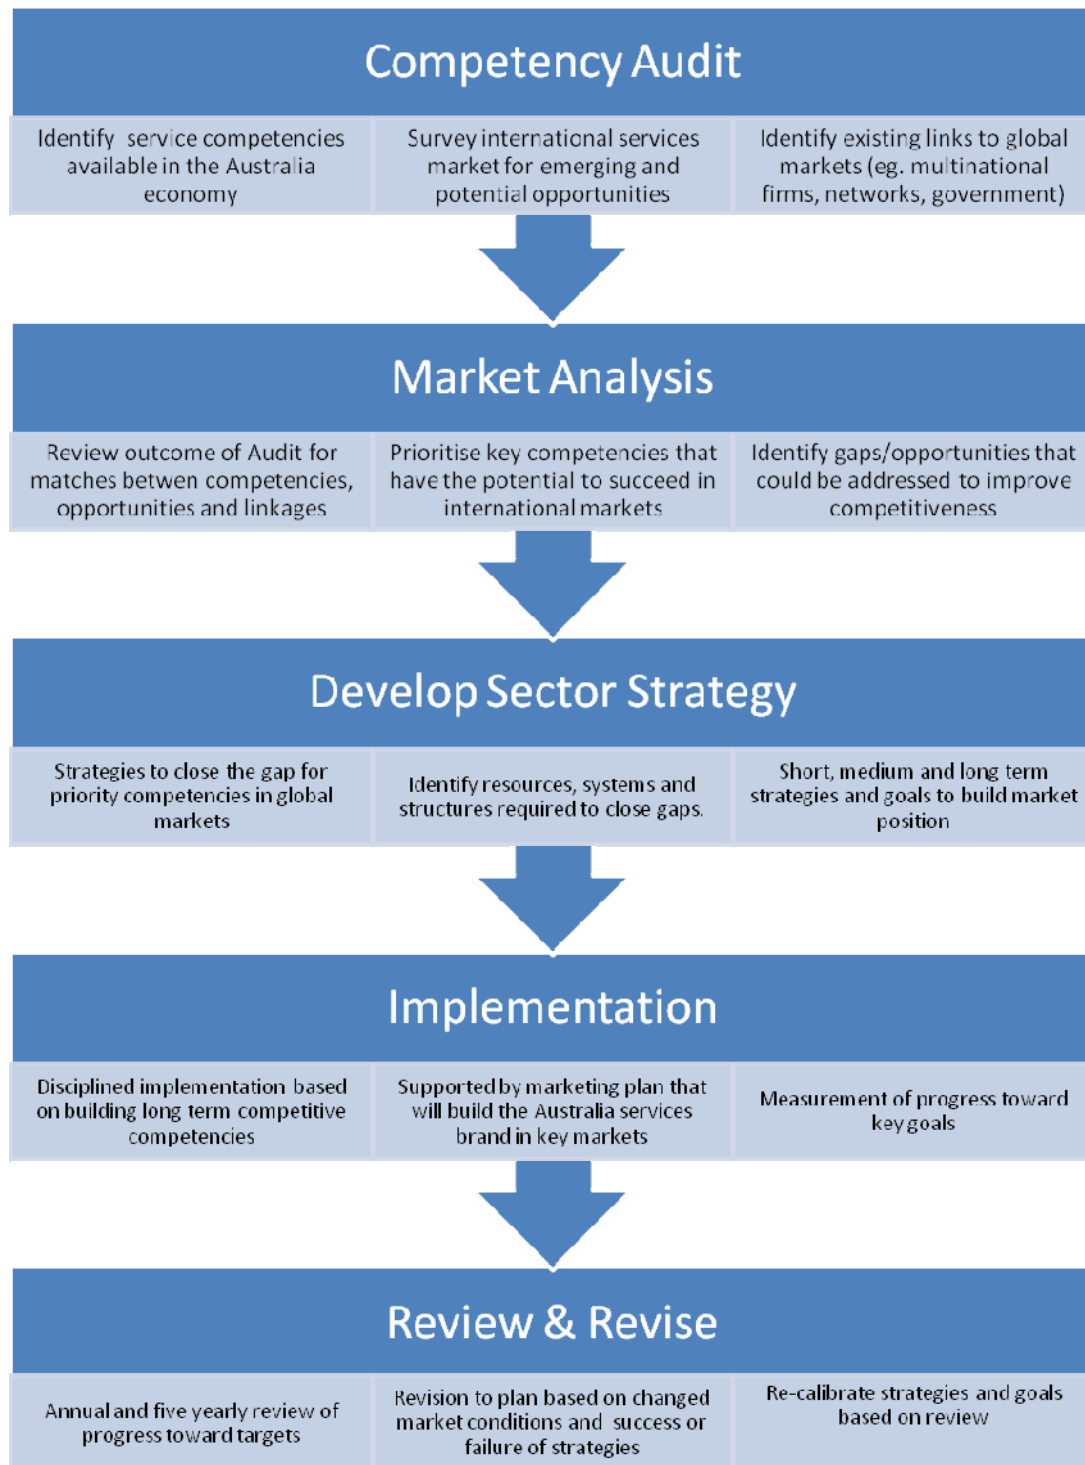 Competency Audit
Identify service competencies
available in the Australia
economy
Survey international services
market for emerging and
potential opportunities
Identify existing links to global
markets (eg. multinational
firms, networks, government)
Market Analysis
Review outcome of Audit for
matches betwen competencies,
opportunities and linkages
Prioritise key competencies that
have the potential to succeed in
international markets
Identify gaps/opportunities that
could be addressed to improve
competitiveness
Develop Sector Strategy
Strategies to close the gap for
priority competencies in global
markets
Identify resources, systems and
structures required to close gaps.
Short, medium and long term
strategies and goals to build market
position
Implementation
Disciplined implementation based
on building long term competitive
competencies
Supported by marketing plan that
will build the Australia services
brand in key markets
Measurement of progress toward
key goals
Review & Revise
Annual and five yearly review of
progress toward targets
Revision to plan based on changed
market conditions and success or
failure of strategies
Re-calibrate strategies and goals
based on review